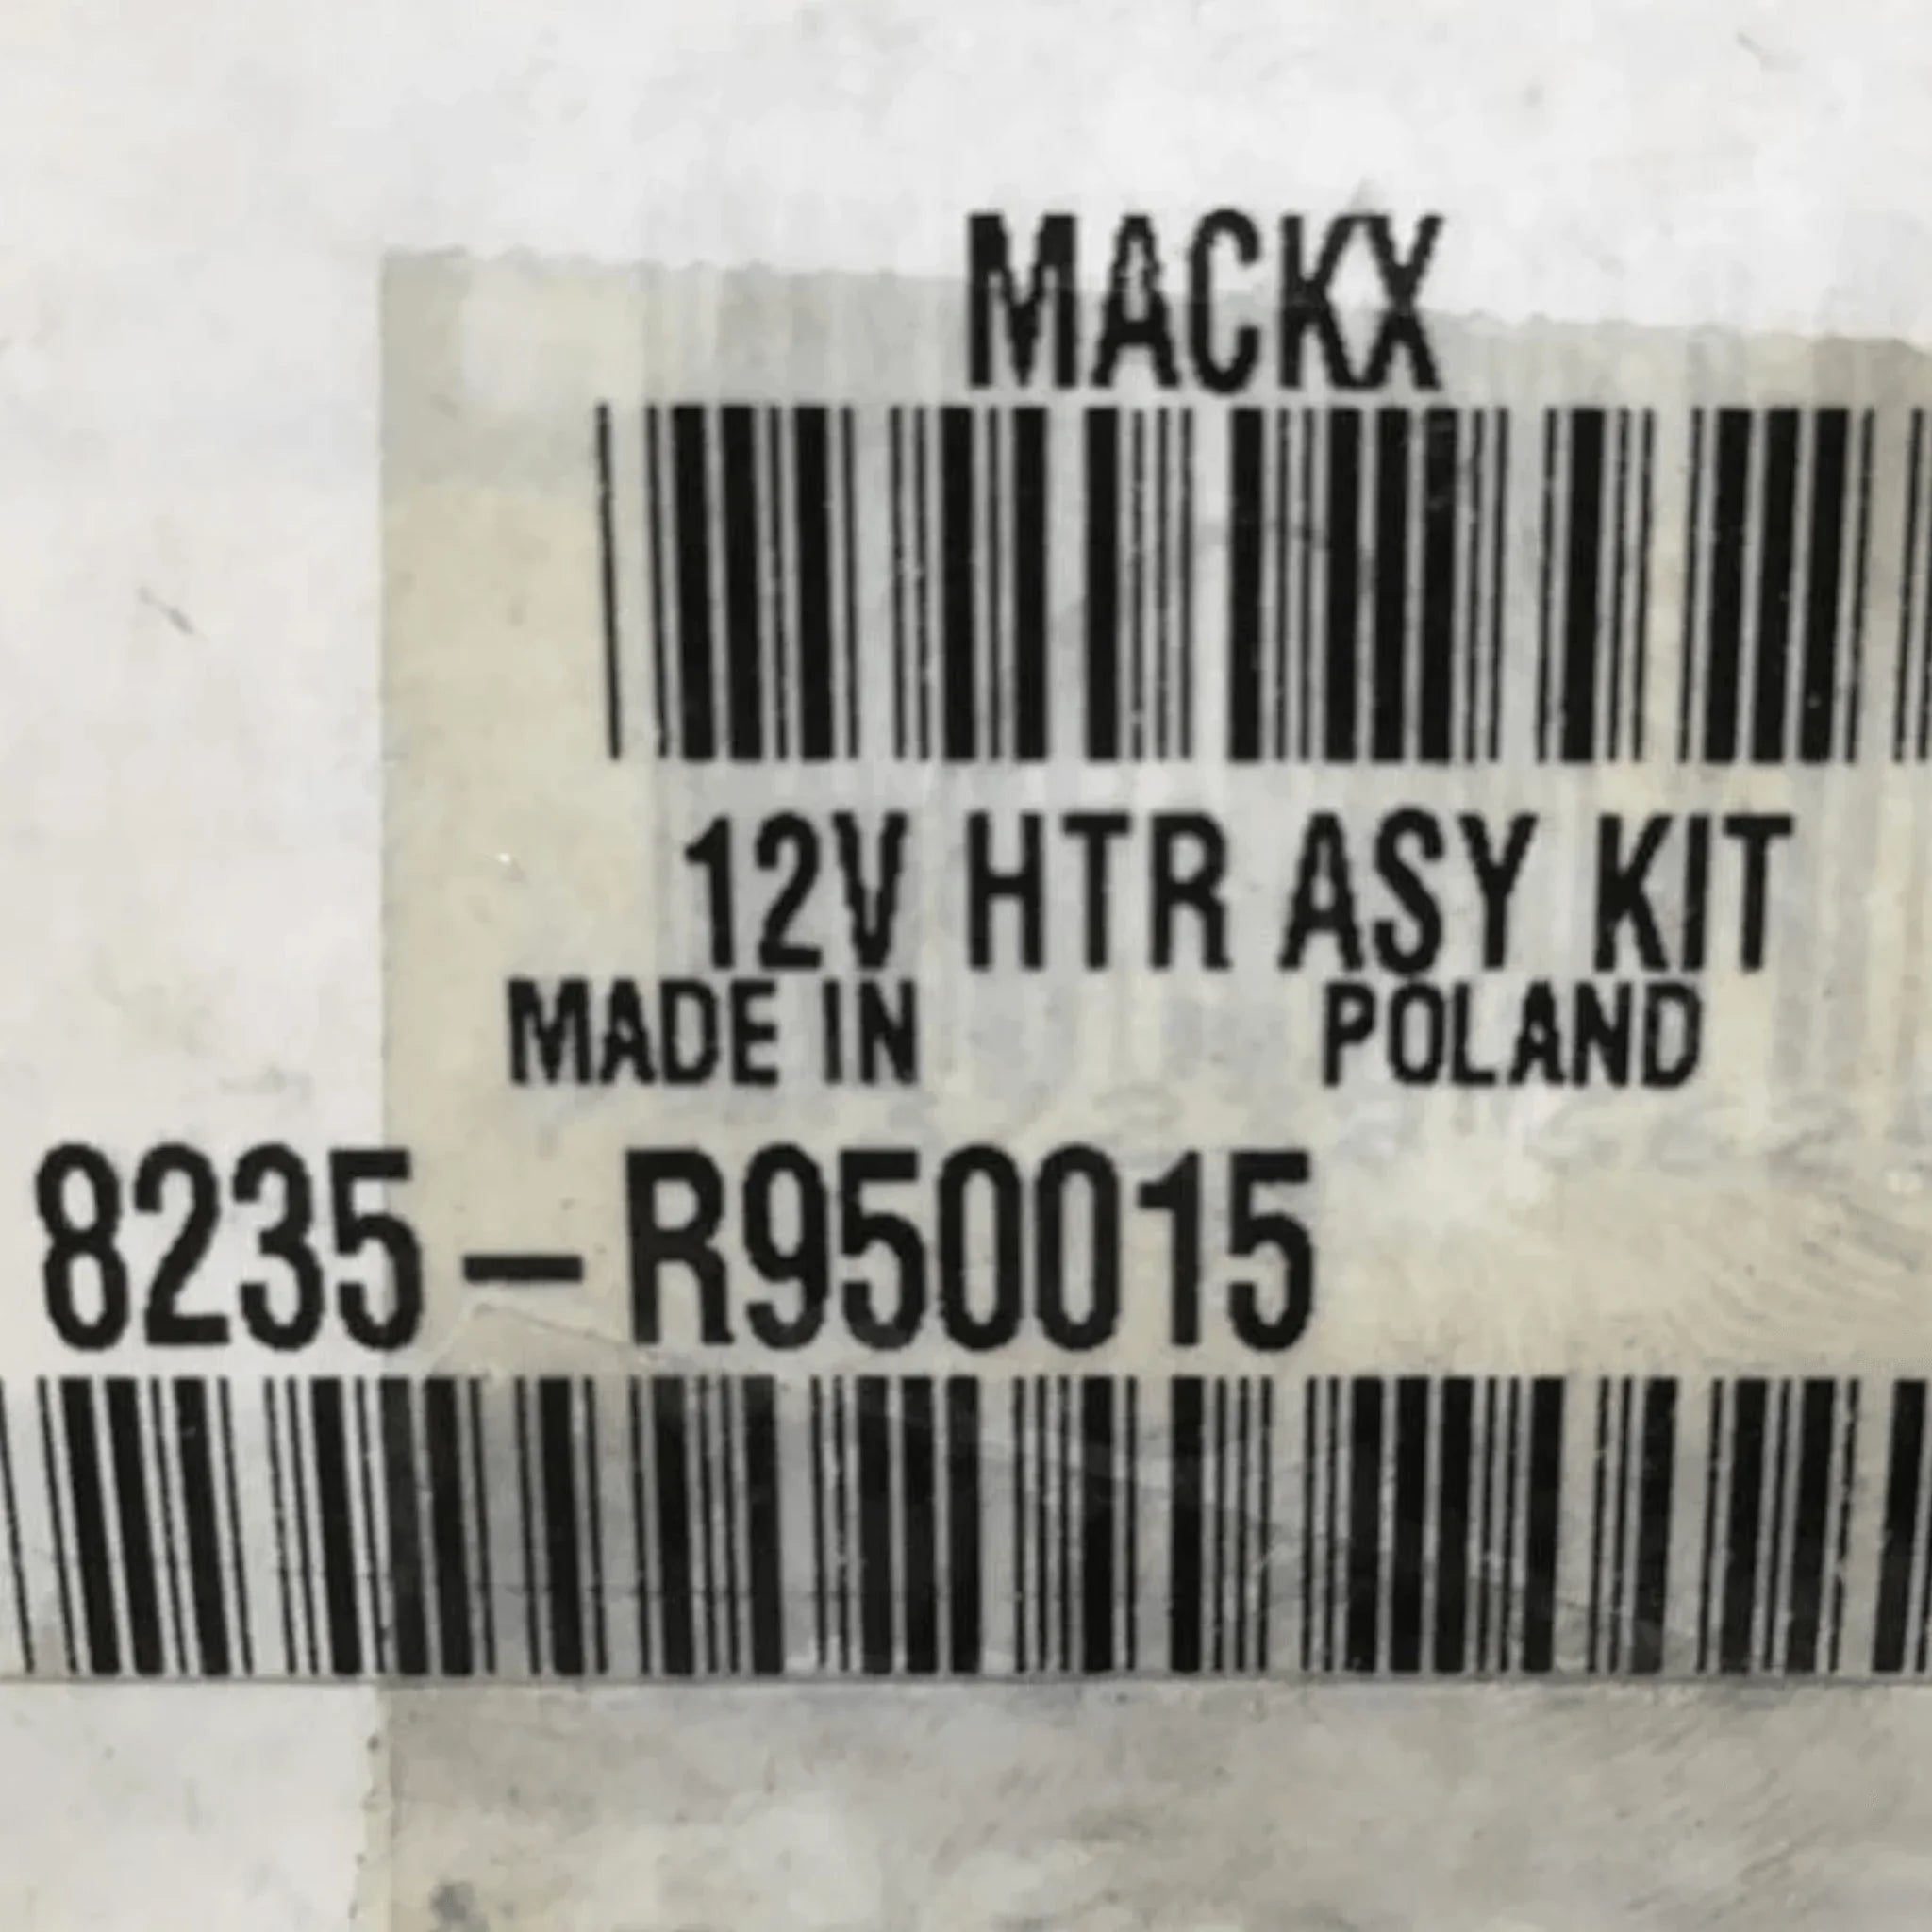 MACKX
12V HTR ASY KIT
MADE IN POLAND
8235-R950015